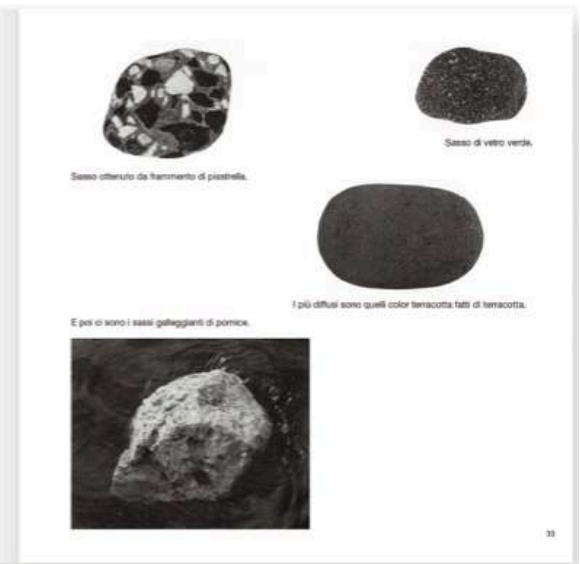 Sasso ottenuto da frammento di piastrella.
Sasso di vetro verde.
I più diffusi sono quelli color terracotta fatti di terracotta.
E poi ci sono i sassi galleggianti di pomice.
33